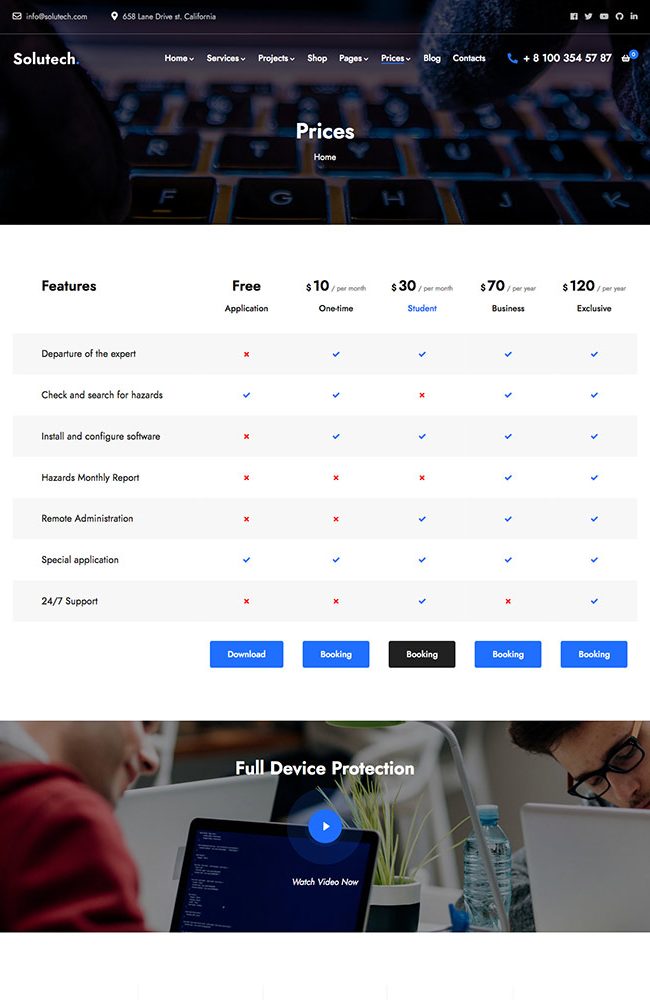 info@solutech.com 658 Lane Drive st. California
Solutech. Home Services Projects Shop Pages Prices Blog Contacts + 8 100 354 57 87 0
Prices
Home
R T Y U
F G H J K
Features Free $ 10 / per month $ 30 / per month $ 70 / per year $ 120 / per year
Application One-time Student Business Exclusive
Departure of the expert
Check and search for hazards
Install and configure software
Hazards Monthly Report
Remote Administration
Special application
24/7 Support
Download Booking Booking Booking Booking
Full Device Protection
Watch Video Now